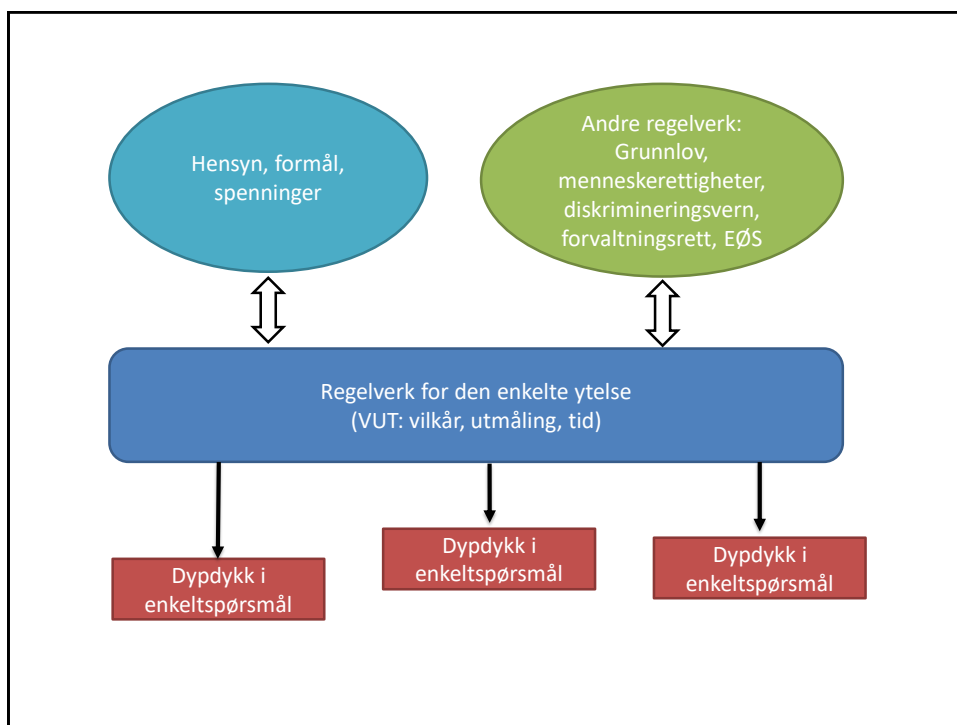 Hensyn, formål,
spenninger
Andre regelverk:
Grunnlov,
menneskerettigheter,
diskrimineringsvern,
forvaltningsrett, EØS
Regelverk for den enkelte ytelse
(VUT: vilkår, utmåling, tid)
Dypdykk i
enkeltspørsmål
Dypdykk i
enkeltspørsmål
Dypdykk i
enkeltspørsmål